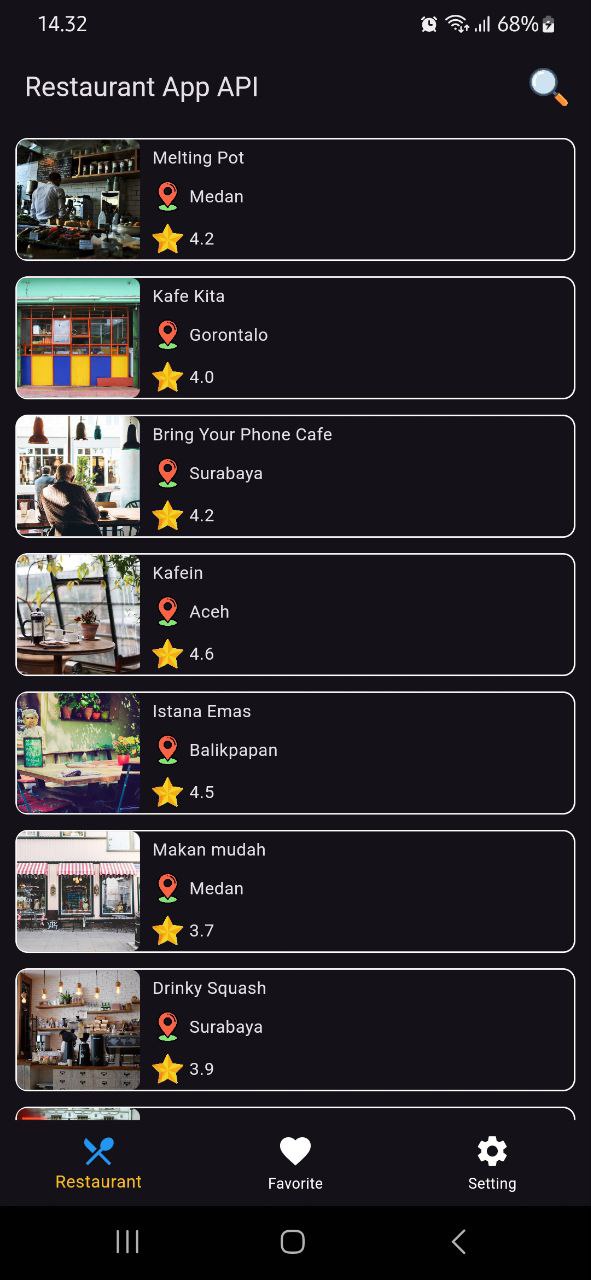 14.32
68%
Restaurant App API
Melting Pot
Medan
4.2
Kafe Kita
Gorontalo
4.0
Bring Your Phone Cafe
Surabaya
4.2
Kafein
Aceh
4.6
Istana Emas
Balikpapan
4.5
Makan mudah
Medan
3.7
Drinky Squash
Surabaya
3.9
Restaurant
Favorite
Setting